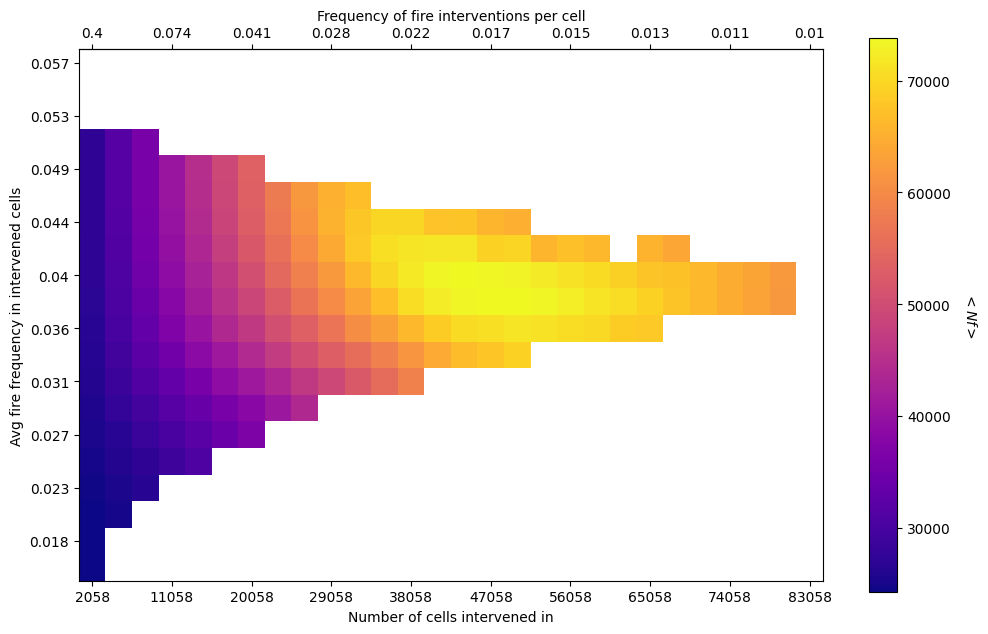 Frequency of fire interventions per cell
0.4 0.074 0.041 0.028 0.022 0.017 0.015 0.013 0.011 0.01
0.057
0.053
0.049
0.044
0.04
0.036
0.031
0.027
0.023
0.018
Avg fire frequency in intervened cells
2058 11058 20058 29058 38058 47058 56058 65058 74058 83058
Number of cells intervened in
70000
60000
50000
40000
30000
< Nf >